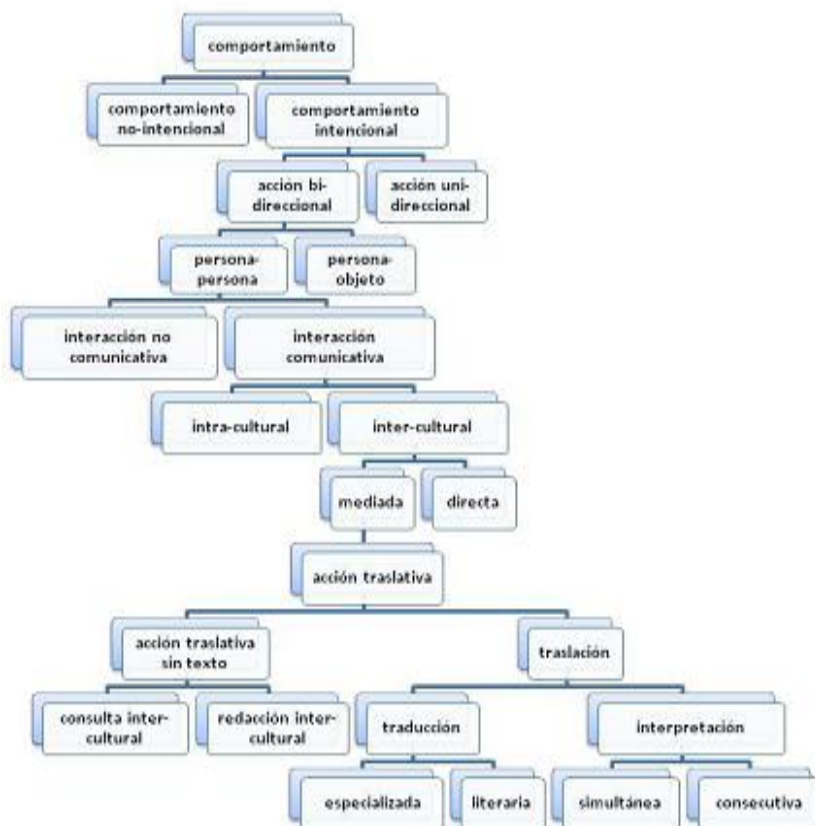 comportamiento
comportamiento
no-intencional
comportamiento
intencional
acción bi-
direccional
acción uni-
direccional
persona-
persona
persona-
objeto
interacción no
comunicativa
interacción
comunicativa
intra-cultural
inter-cultural
mediada
directa
acción traslativa
acción traslativa
sin texto
traslación
consulta inter-
cultural
redacción inter-
cultural
traducción
interpretación
especializada
literaria
simultánea
consecutiva